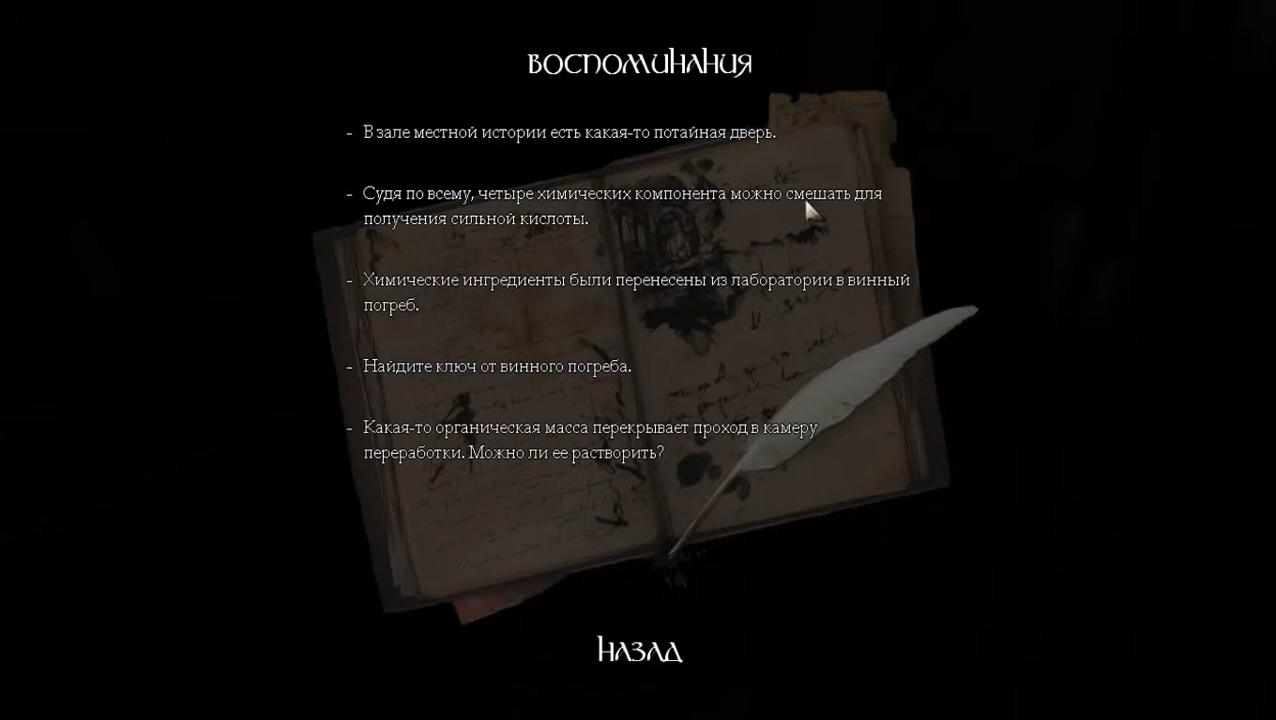 Воспоминания
- В зале местной истории есть какая-то потайная дверь.
- Судя по всему, четыре химических компонента можно смешать для
получения сильной кислоты.
- Химические ингредиенты были перенесены из лаборатории в винный
погреб.
- Найдите ключ от винного погреба.
- Какая-то органическая масса перекрывает проход в камеру
переработки. Можно ли ее растворить?
Назад